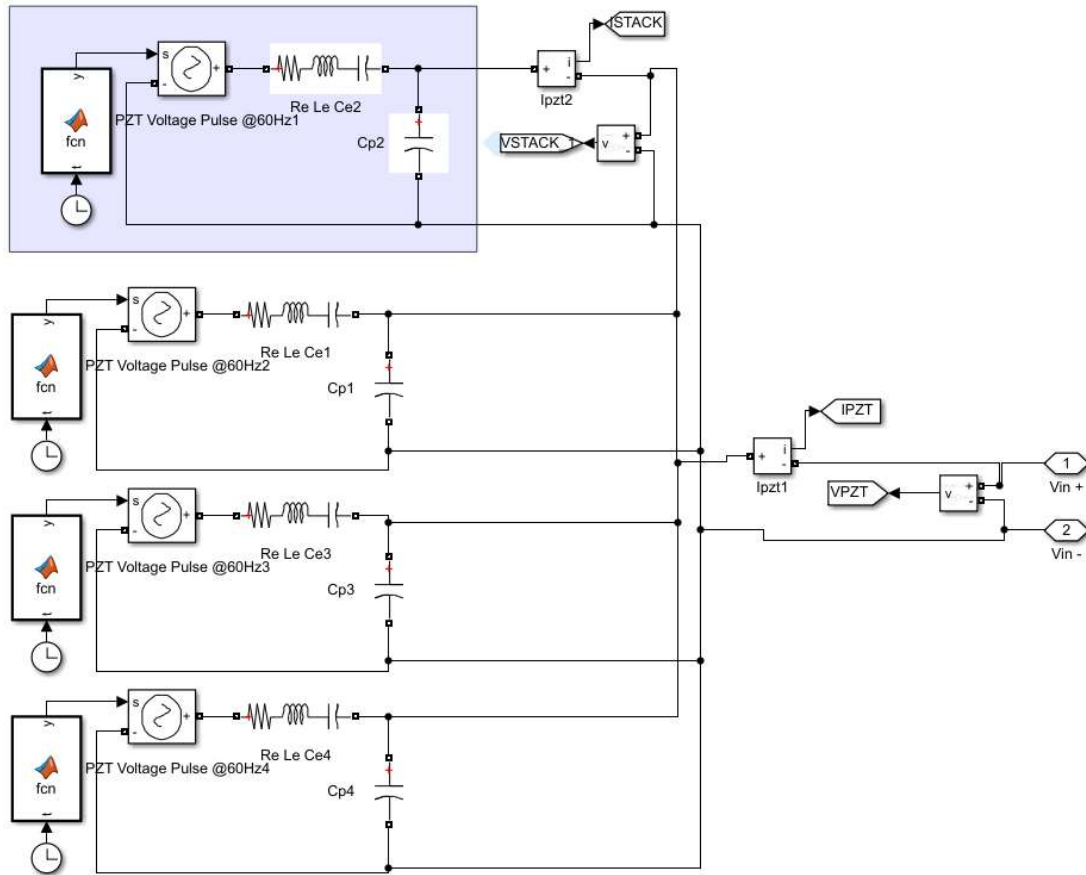 ISTACK
y
s
+
-
+
i
-
Ipzt2
Re Le Ce2
PZT Voltage Pulse @60Hz1
fcn
Cp2
VSTACK_T
v
+
-
t
y
s
+
-
Re Le Ce1
PZT Voltage Pulse @60Hz2
fcn
Cp1
t
IPZT
+
i
-
Ipzt1
1
Vin +
VPZT
v
+
-
2
Vin -
y
s
+
-
Re Le Ce3
PZT Voltage Pulse @60Hz3
fcn
Cp3
t
y
s
+
-
Re Le Ce4
PZT Voltage Pulse @60Hz4
fcn
Cp4
t